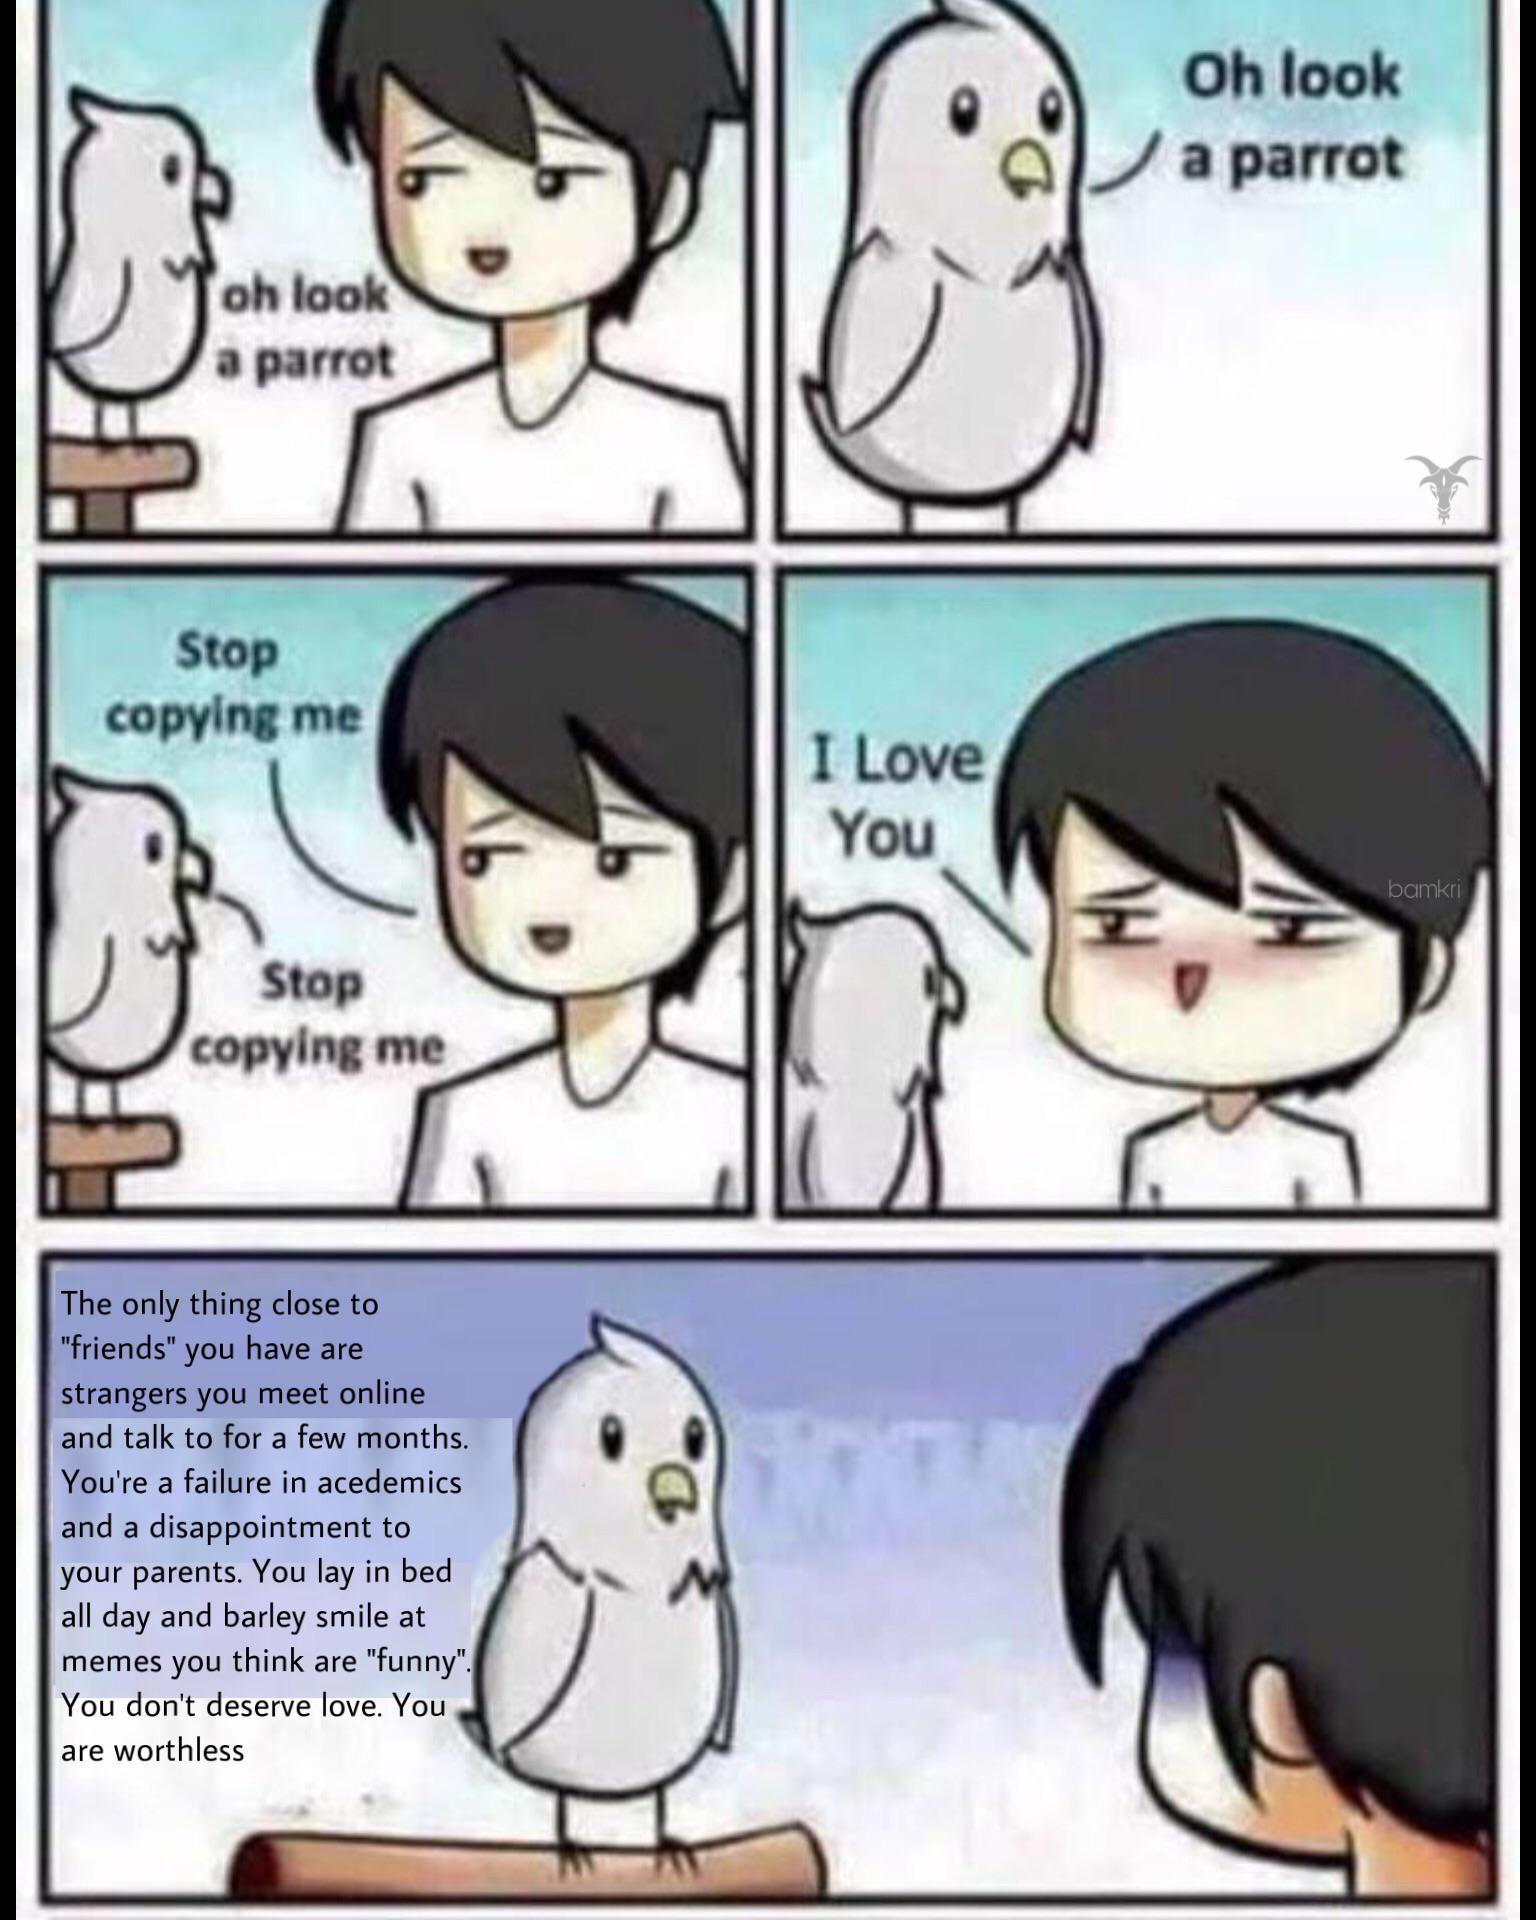 oh look
a parrot
Oh look
a parrot
Stop
copying me
Stop
copying me
I Love
You
bamkri
The only thing close to
"friends" you have are
strangers you meet online
and talk to for a few months.
You're a failure in acedemics
and a disappointment to
your parents. You lay in bed
all day and barley smile at
memes you think are "funny".
You don't deserve love. You
are worthless